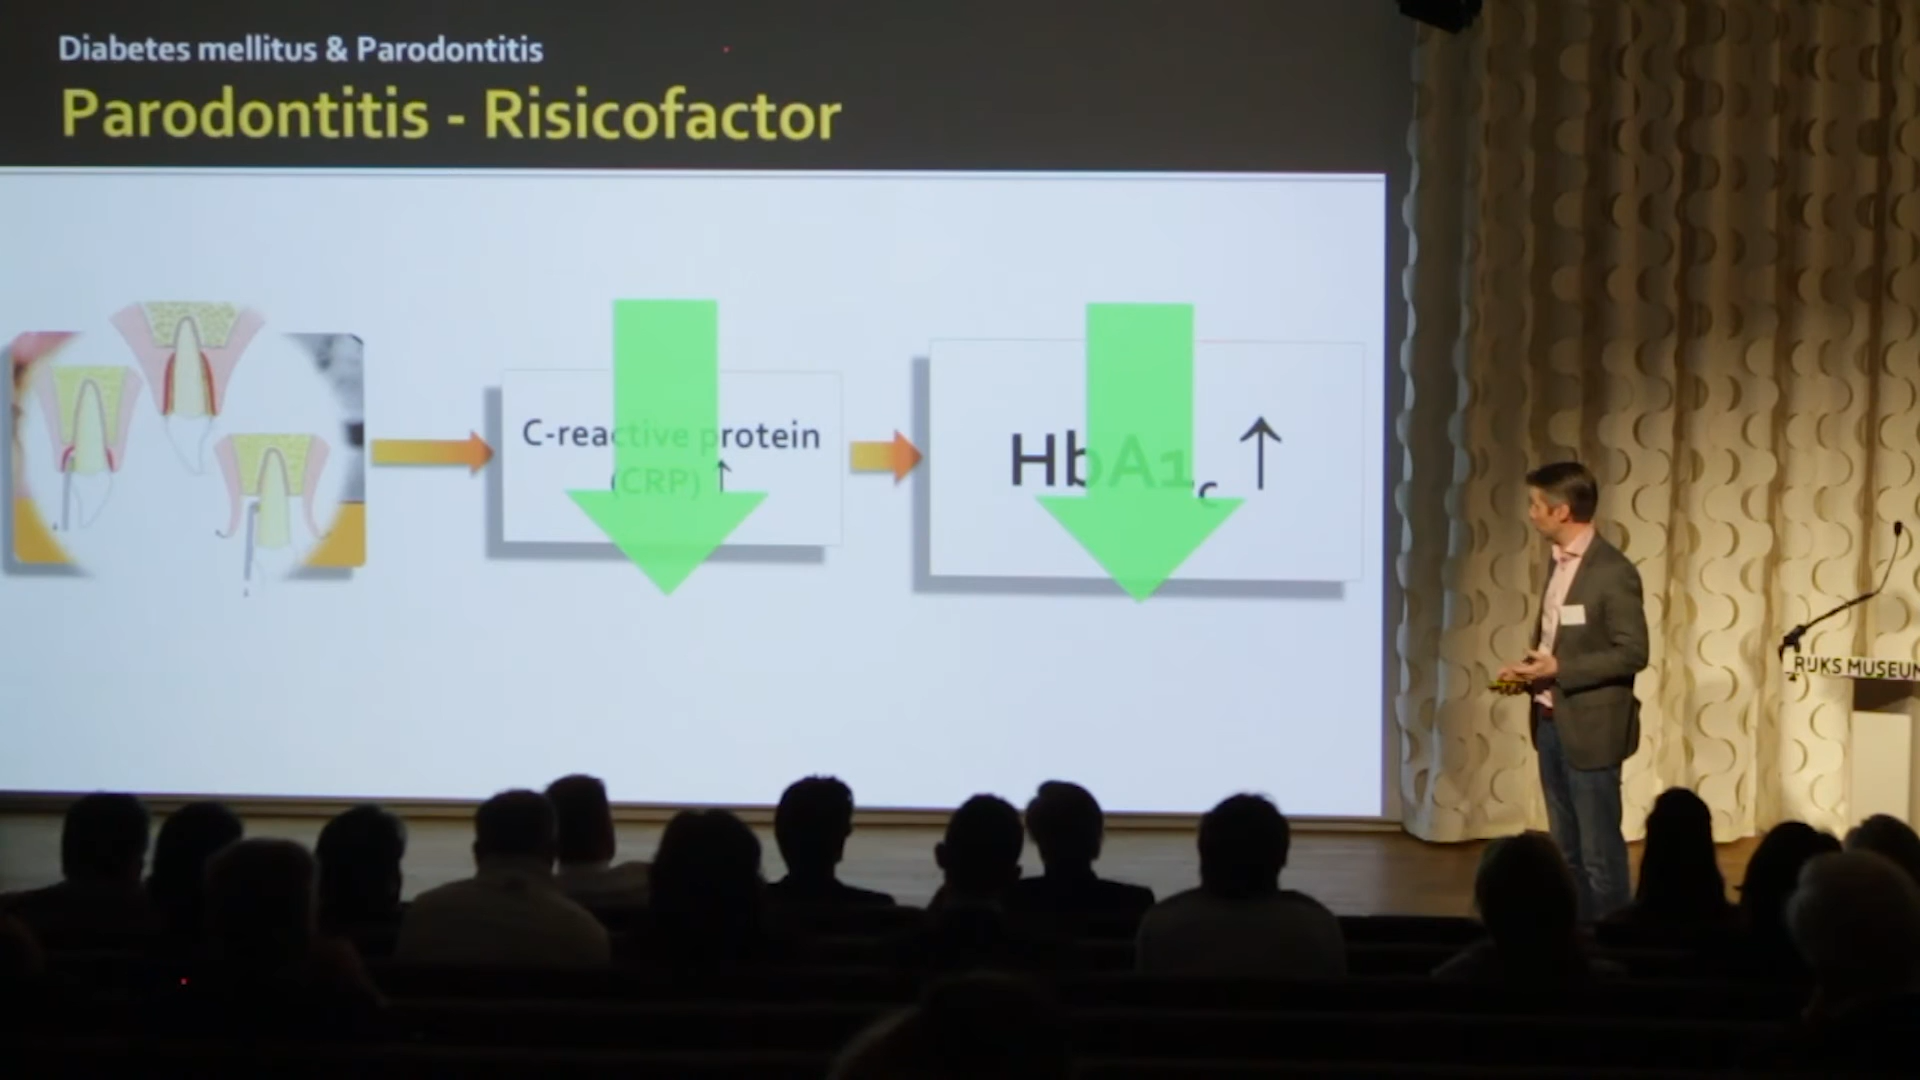 Diabetes mellitus & Parodontitis
Parodontitis - Risicofactor
C-reactive protein
(CRP) ↑
HbA1c ↑
RIJKS MUSEUM